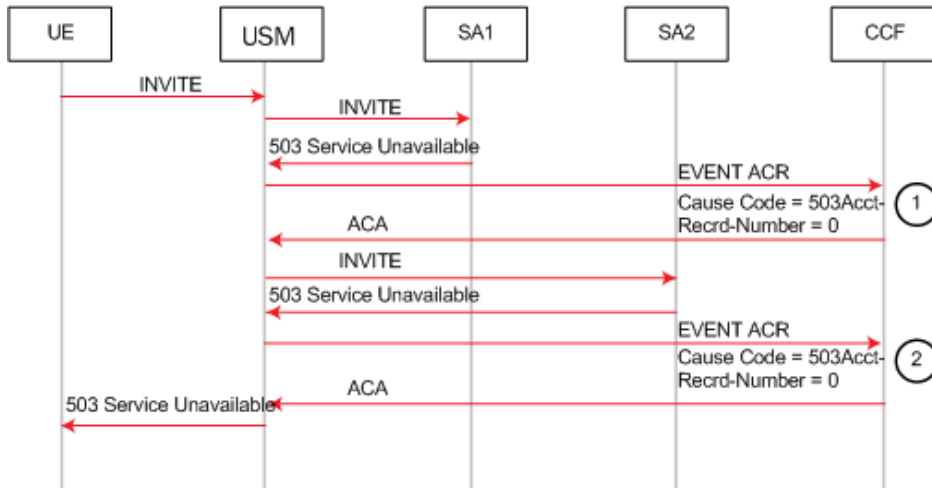 UE
USM
SA1
SA2
CCF
INVITE
INVITE
503 Service Unavailable
EVENT ACR
Cause Code = 503Acct-
Recrd-Number = 0
1
ACA
INVITE
503 Service Unavailable
EVENT ACR
Cause Code = 503Acct-
Recrd-Number = 0
2
ACA
503 Service Unavailable